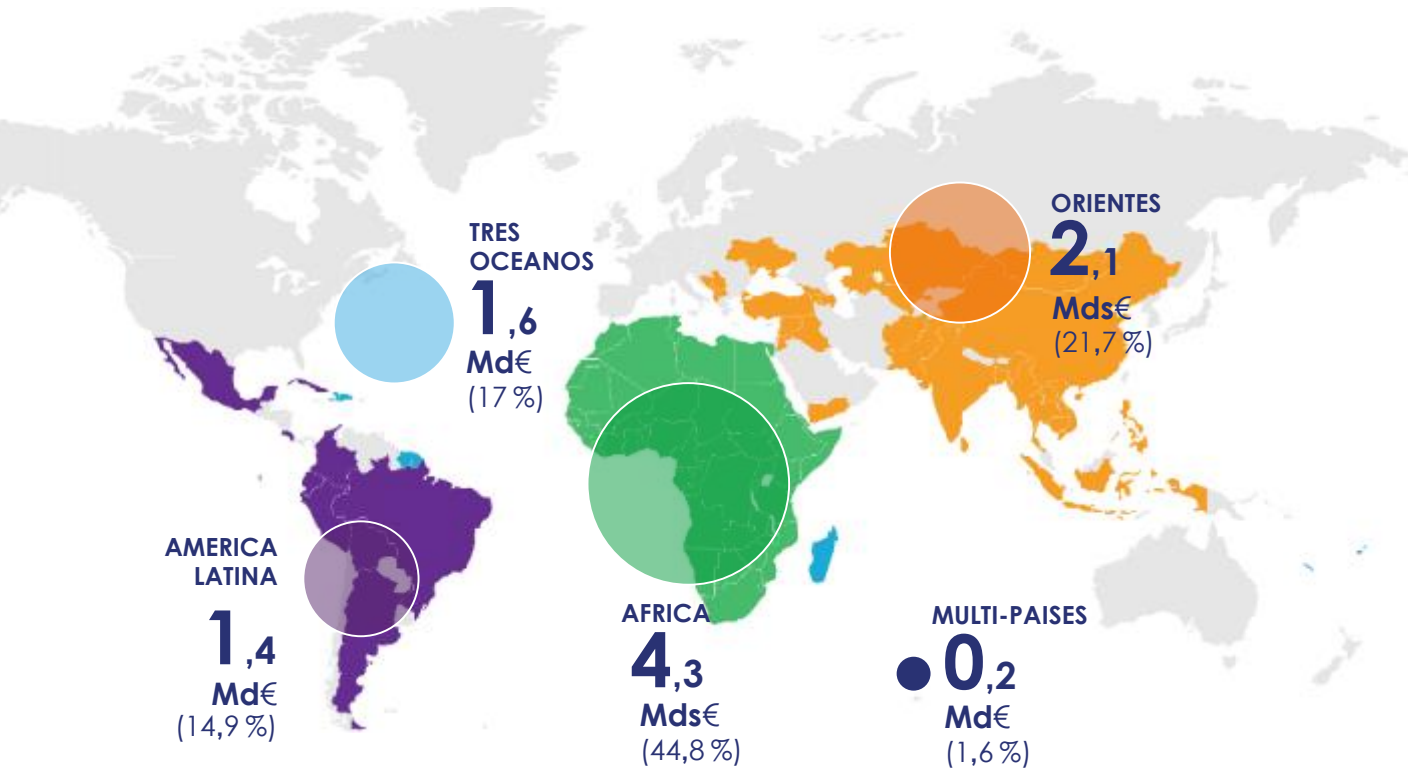 TRES
OCEANOS
1,6
Md€
(17 %)
ORIENTES
2,1
Mds€
(21,7 %)
AMERICA
LATINA
1,4
Md€
(14,9 %)
AFRICA
4,3
Mds€
(44,8 %)
MULTI-PAISES
0,2
Md€
(1,6 %)